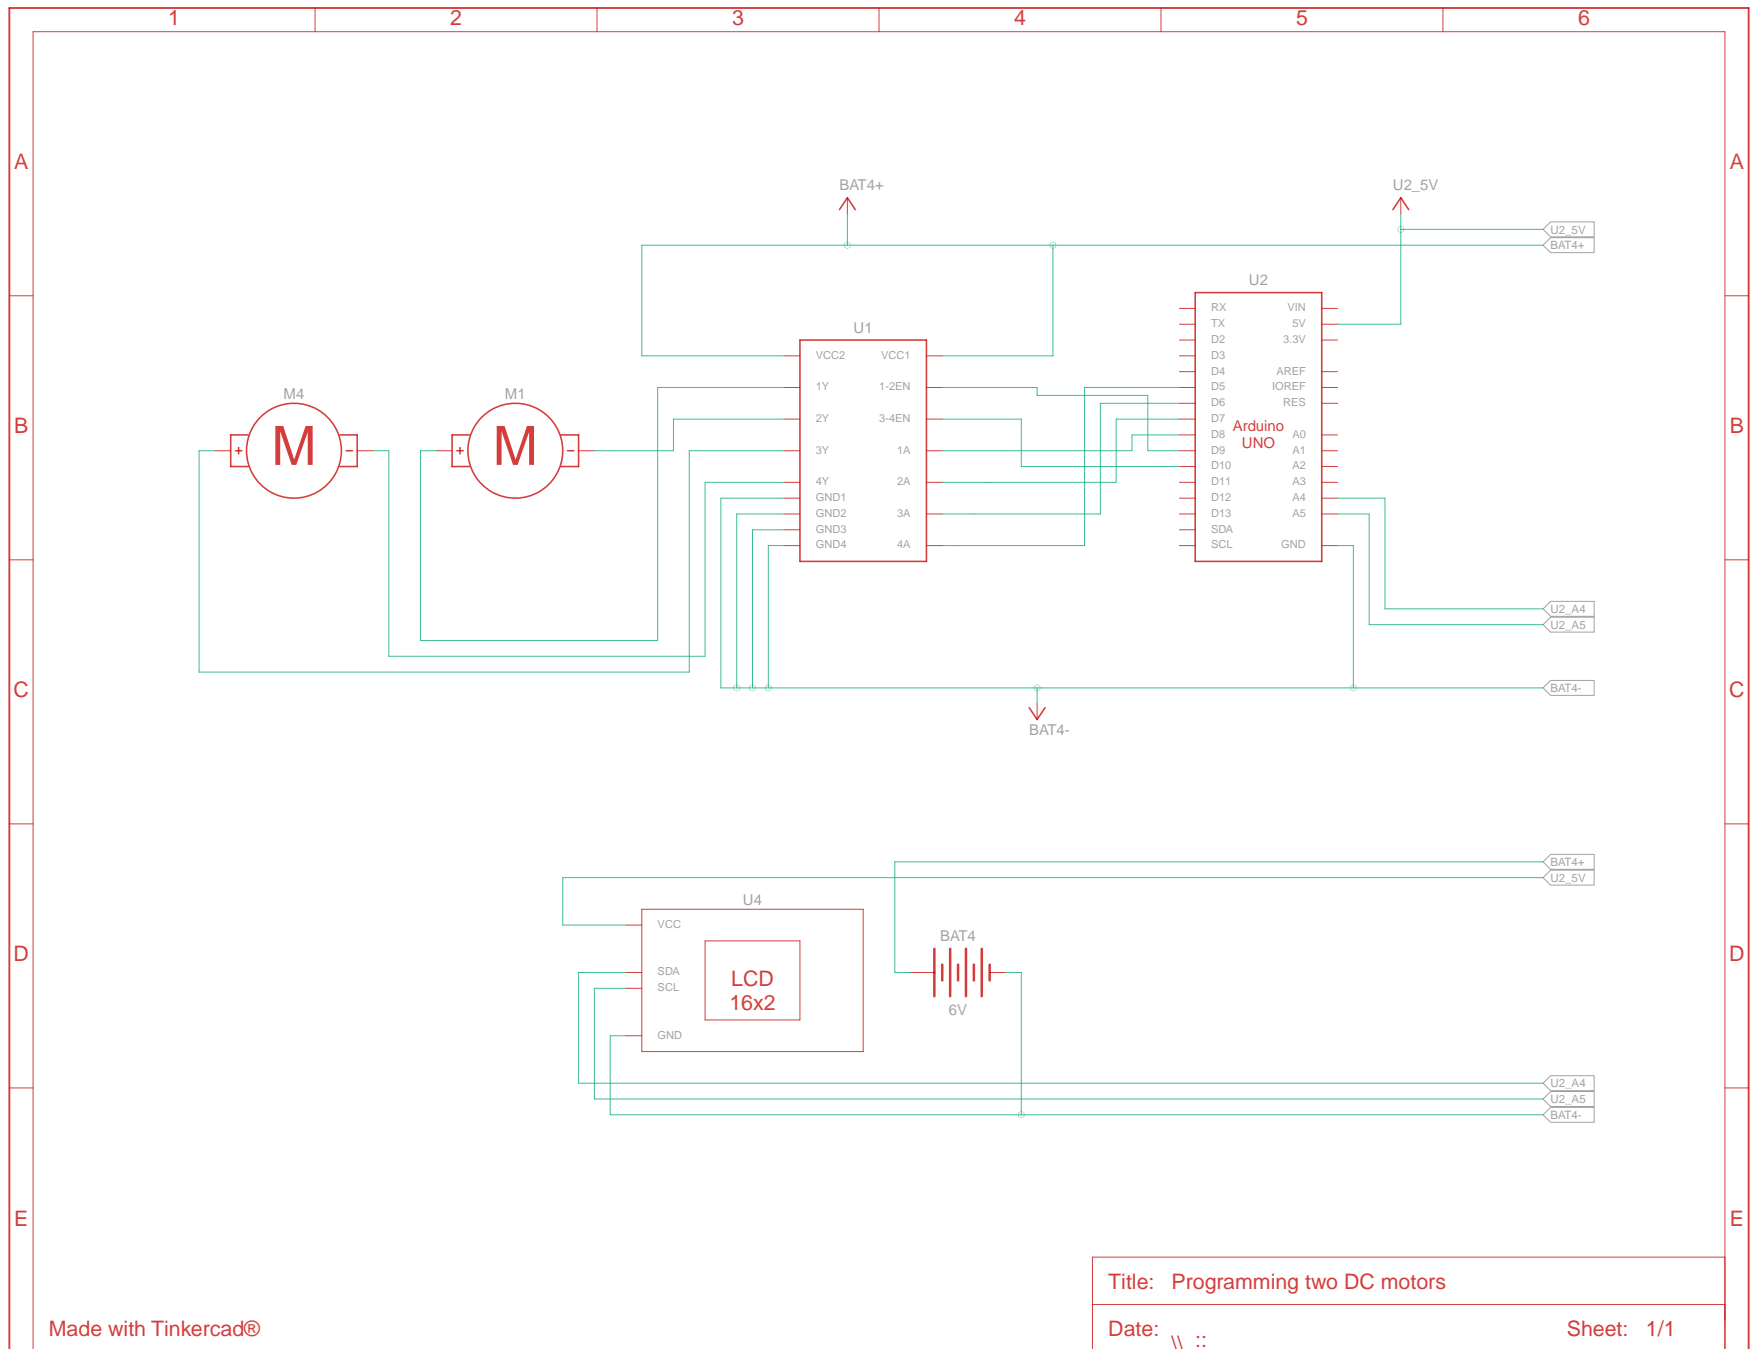 1 2 3 4 5 6
A A
BAT4+ U2_5V
U2_5V
BAT4+
U2
U1
RX VIN
TX 5V
D2 3.3V
D3
D4 AREF
D5 IOREF
D6 RES
D7
D8 A0
D9 A1
D10 A2
D11 A3
D12 A4
D13 A5
SDA
SCL GND
Arduino
UNO
VCC2 VCC1
1Y 1-2EN
2Y 3-4EN
3Y 1A
4Y 2A
GND1
GND2 3A
GND3
GND4 4A
B B
M4 M1
+ M - + M -
U2_A4
U2_A5
C C
BAT4-
BAT4-
BAT4+
U2_5V
U4
VCC
SDA
SCL
GND
LCD
16x2
BAT4
6V
D D
U2_A4
U2_A5
BAT4-
E E
Title: Programming two DC motors
Made with Tinkercad®
Date: \\ :: Sheet: 1/1